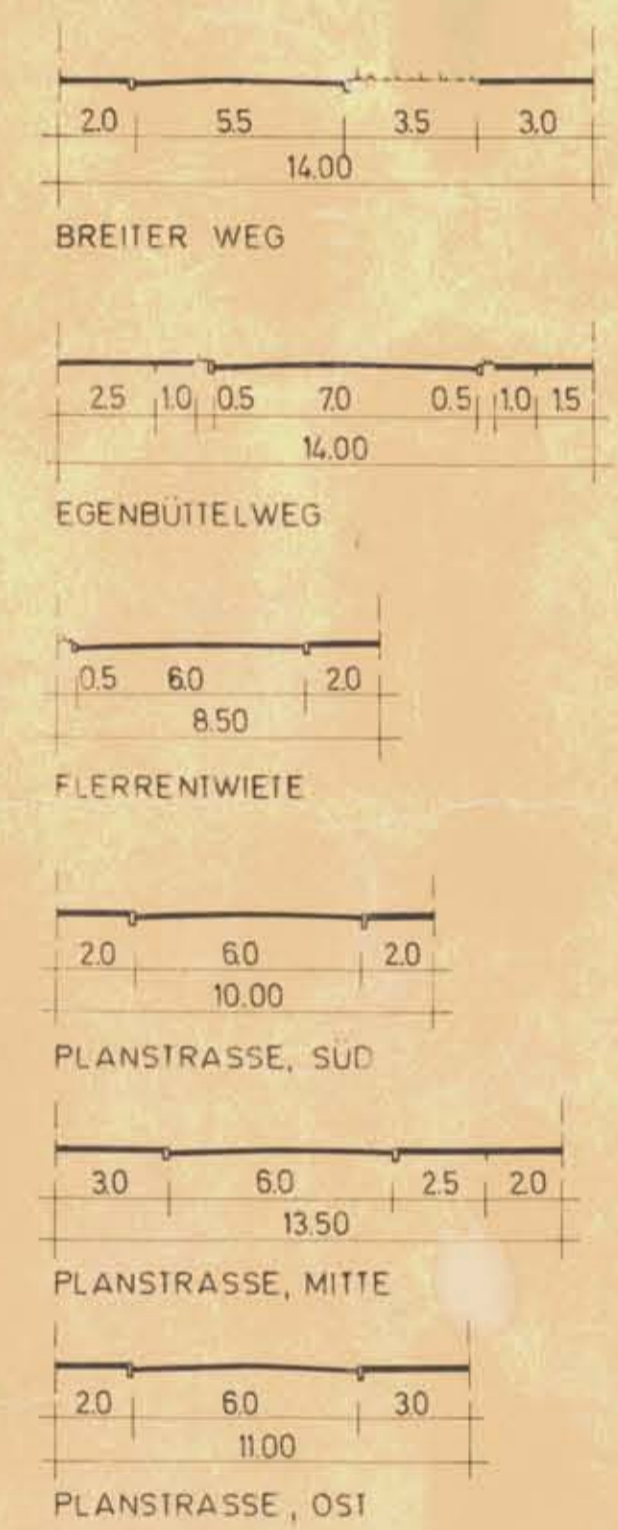 2.0 5.5 3.5 3.0
14.00
BREITER WEG
2.5 1.0 0.5 7.0 0.5 1.0 1.5
14.00
EGENBÜTTELWEG
0.5 6.0 2.0
8.50
FLERRENTWIETE
2.0 6.0 2.0
10.00
PLANSTRASSE, SÜD
3.0 6.0 2.5 2.0
13.50
PLANSTRASSE, MITTE
2.0 6.0 3.0
11.00
PLANSTRASSE, OST